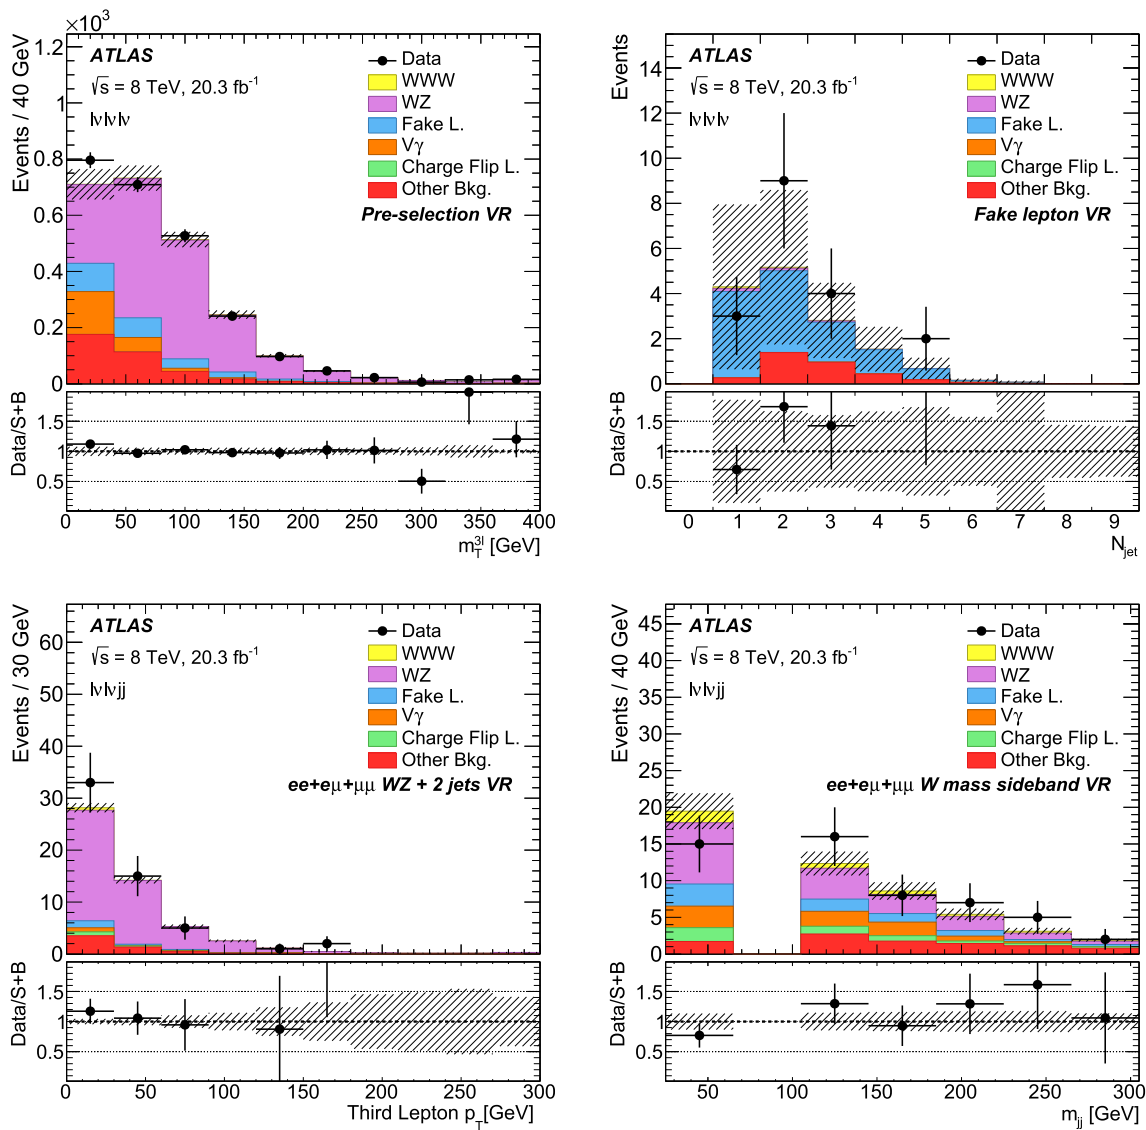 ×10³
Events / 40 GeV
1.2
1
0.8
0.6
0.4
0.2
0
ATLAS
√s = 8 TeV, 20.3 fb⁻¹
lνlνlν
Data
WWW
WZ
Fake L.
Vγ
Charge Flip L.
Other Bkg.
Pre-selection VR
Data/S+B
1.5
1
0.5
0 50 100 150 200 250 300 350 400
m_T^3l [GeV]
Events
14
12
10
8
6
4
2
0
ATLAS
√s = 8 TeV, 20.3 fb⁻¹
lνlνlν
Data
WWW
WZ
Fake L.
Vγ
Charge Flip L.
Other Bkg.
Fake lepton VR
Data/S+B
1.5
1
0.5
0 1 2 3 4 5 6 7 8 9
N_jet
Events / 30 GeV
60
50
40
30
20
10
0
ATLAS
√s = 8 TeV, 20.3 fb⁻¹
lνlνjj
Data
WWW
WZ
Fake L.
Vγ
Charge Flip L.
Other Bkg.
ee+eμ+μμ WZ + 2 jets VR
Data/S+B
1.5
1
0.5
0 50 100 150 200 250 300
Third Lepton p_T[GeV]
Events / 40 GeV
45
40
35
30
25
20
15
10
5
0
ATLAS
√s = 8 TeV, 20.3 fb⁻¹
lνlνjj
Data
WWW
WZ
Fake L.
Vγ
Charge Flip L.
Other Bkg.
ee+eμ+μμ W mass sideband VR
Data/S+B
1.5
1
0.5
50 100 150 200 250 300
m_jj [GeV]